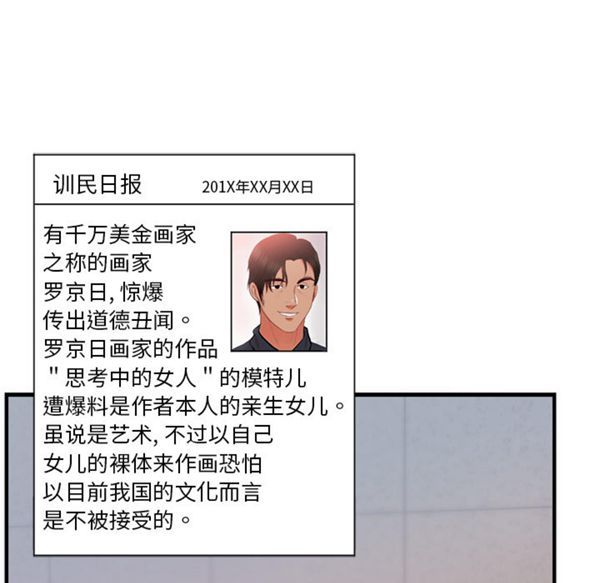 训民日报
201X年XX月XX日
有千万美金画家
之称的画家
罗京日, 惊爆
传出道德丑闻。
罗京日画家的作品
"思考中的女人"的模特儿
遭爆料是作者本人的亲生女儿。
虽说是艺术, 不过以自己
女儿的裸体来作画恐怕
以目前我国的文化而言
是不被接受的。